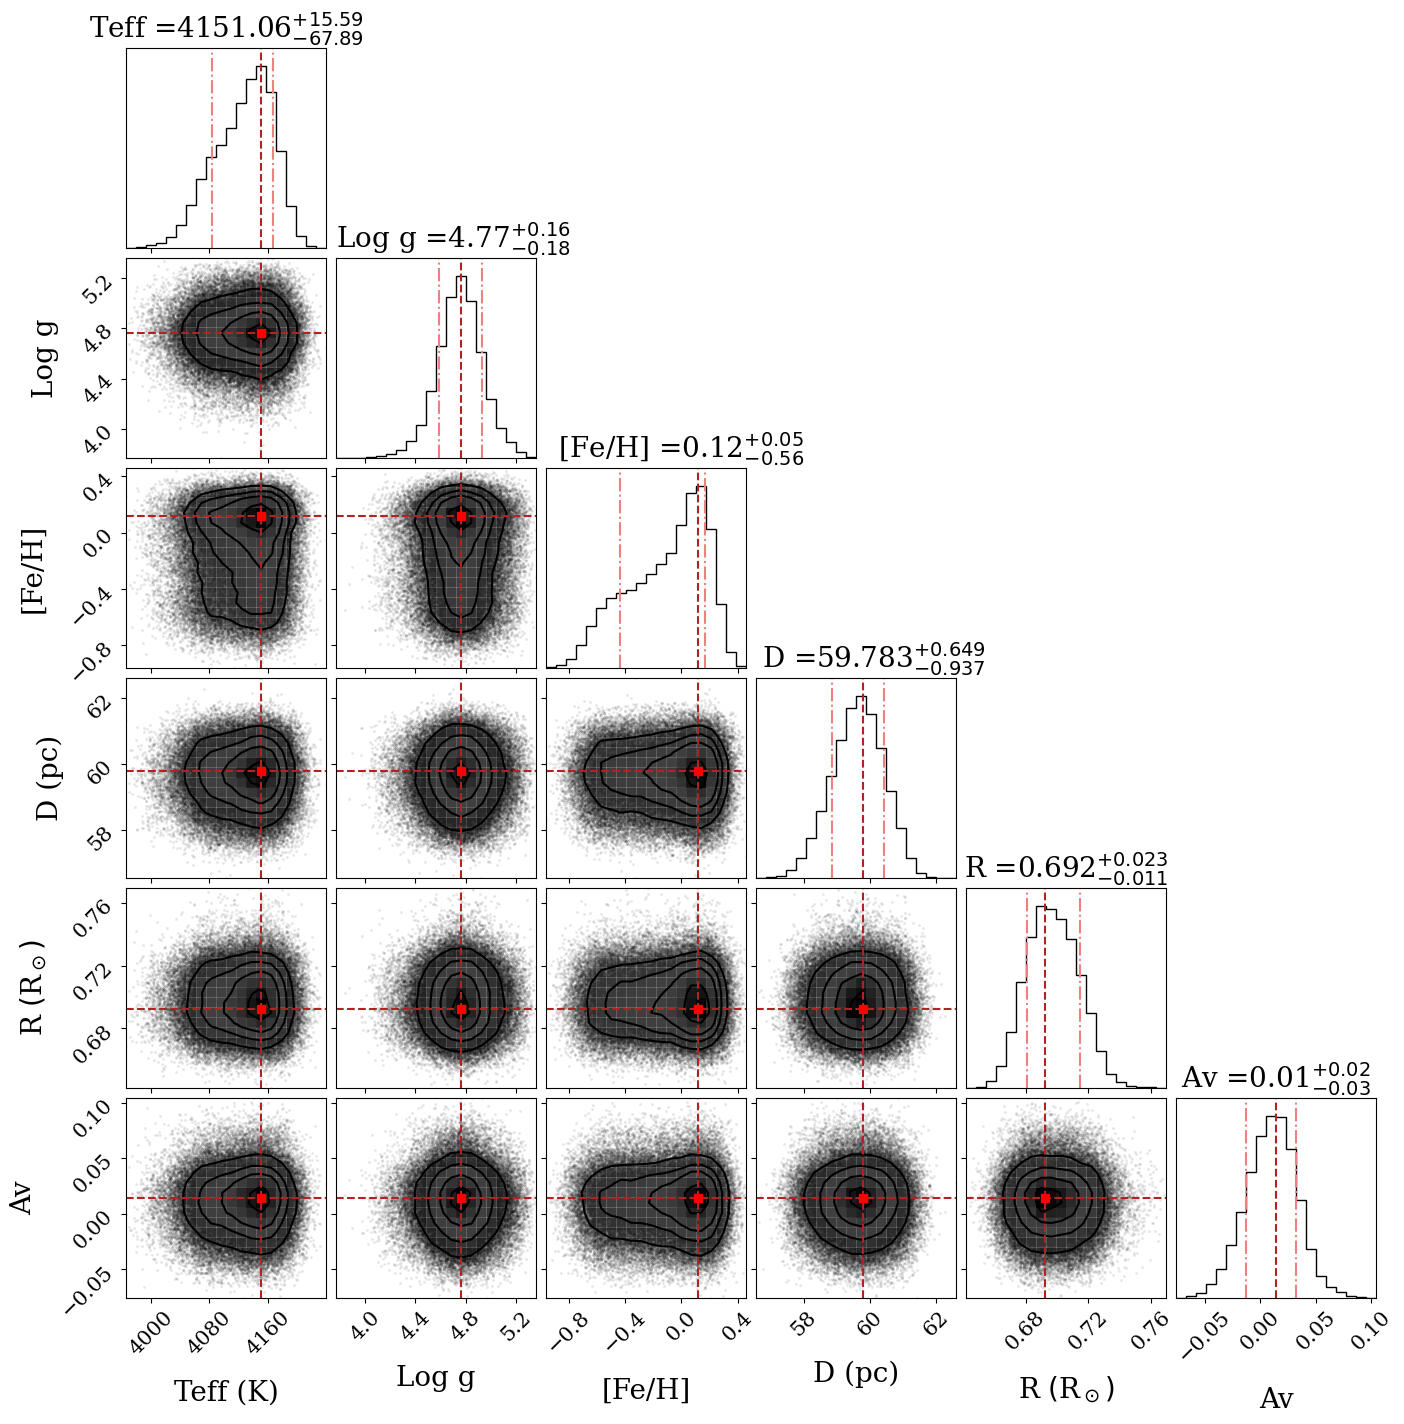 Teff =4151.06 +15.59 −67.89
Log g =4.77 +0.16 −0.18
5.2
4.8
4.4
4.0
Log g
[Fe/H] =0.12 +0.05 −0.56
0.4
0.0
−0.4
−0.8
[Fe/H]
D =59.783 +0.649 −0.937
62
60
58
D (pc)
R =0.692 +0.023 −0.011
0.76
0.72
0.68
R (R⊙)
Av =0.01 +0.02 −0.03
0.10
0.05
0.00
−0.05
Av
4000 4080 4160 4.0 4.4 4.8 5.2 −0.8 −0.4 0.0 0.4 58 60 62 0.68 0.72 0.76 −0.05 0.00 0.05 0.10
Teff (K) Log g [Fe/H] D (pc) R (R⊙) Av